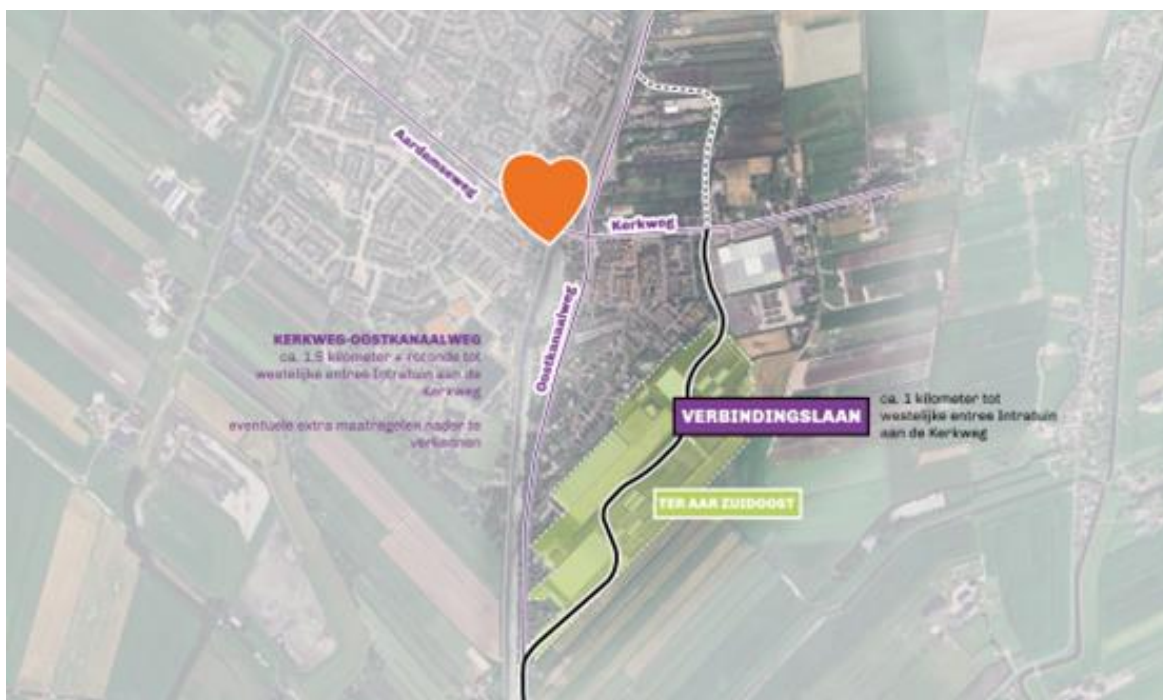 Aardamseweg
Kerkweg
Oostkanaalweg
KERKWEG-OOSTKANAALWEG
ca. 1.5 kilometer + rotonde tot
westelijke entree Intratuin aan de
Kerkweg
eventuele extra maatregelen nader te
verkennen
VERBINDINGSLAAN
ca. 1 kilometer tot
westelijke entree Intratuin
aan de Kerkweg
TER AAR ZUIDOOST